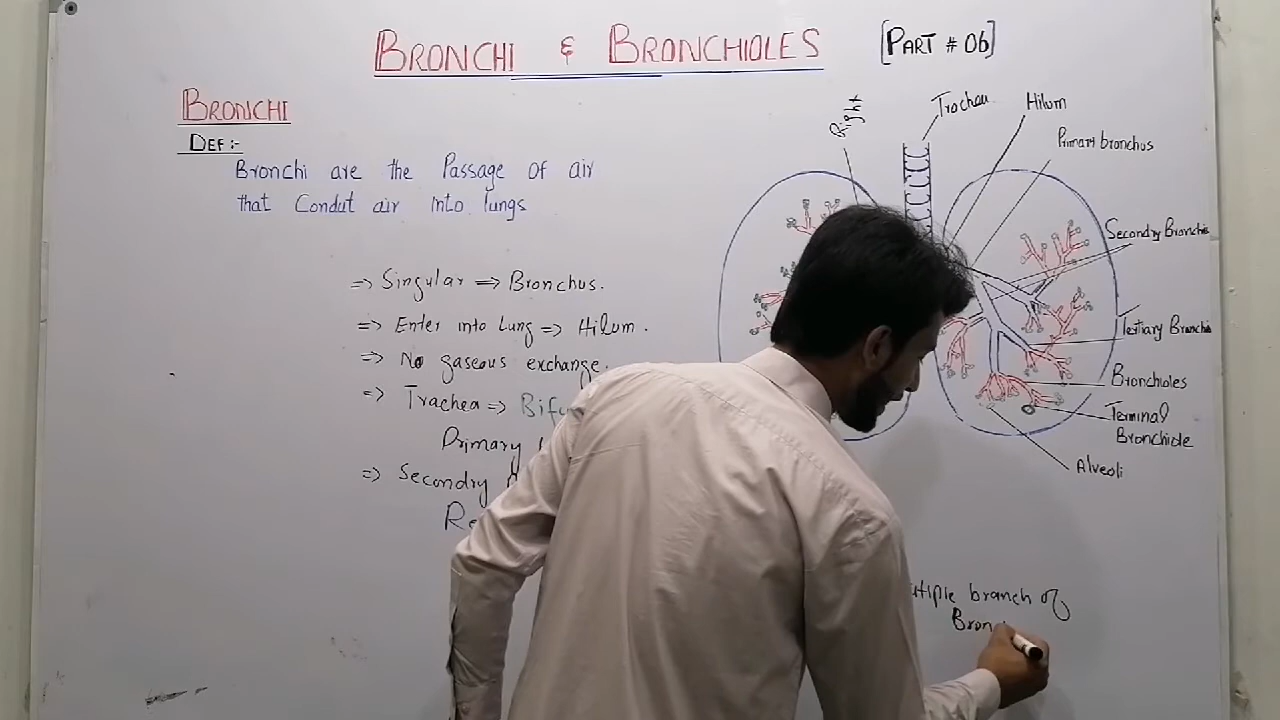 BRONCHI & BRONCHIOLES [PART # 06]
BRONCHI
DEF:-
Bronchi are the Passage of air
that Condut air into lungs
=> Singular => Bronchus.
=> Enter into Lung => Hilum.
=> No gaseous exchange.
=> Trachea =>
Primary
=> Secondry
Right
Trachea
Hilum
Primary bronchus
Secondry Bronchi
Tertiary Bronchi
Bronchioles
Terminal
Bronchiole
Alveoli
branch of